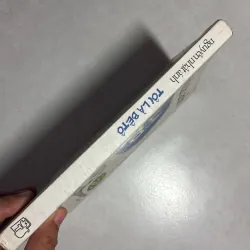 nguyễn nhật ánh
TÔI LÀ BÊTÔ